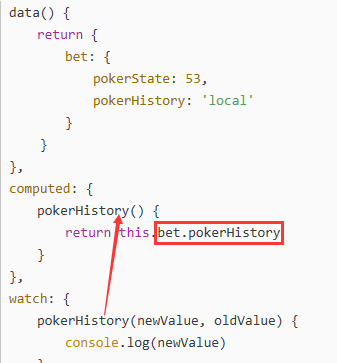 data() {
return {
bet: {
pokerState: 53,
pokerHistory: 'local'
}
}
},
computed: {
pokerHistory() {
return this.bet.pokerHistory
}
},
watch: {
pokerHistory(newValue, oldValue) {
console.log(newValue)
}